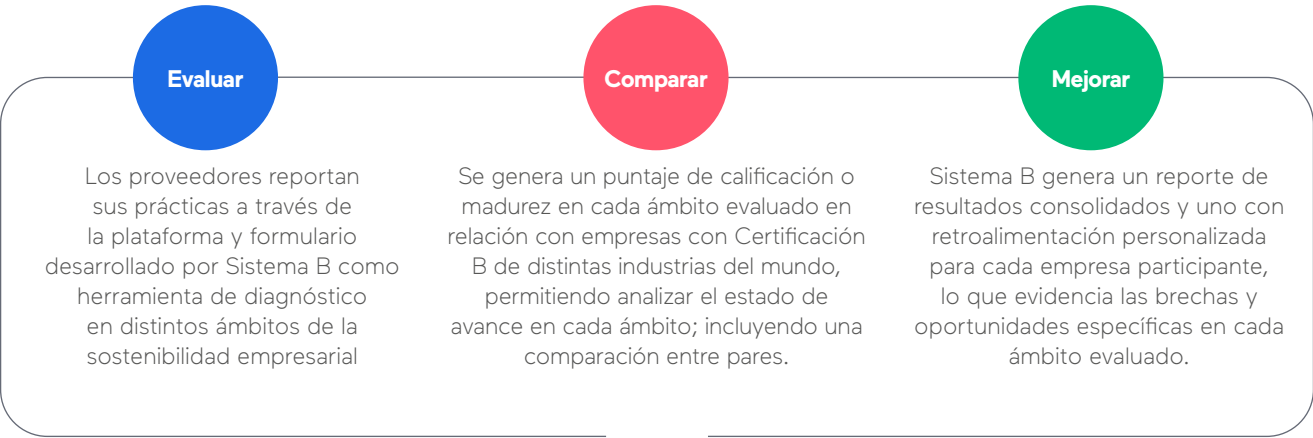 Evaluar
Los proveedores reportan
sus prácticas a través de
la plataforma y formulario
desarrollado por Sistema B como
herramienta de diagnóstico
en distintos ámbitos de la
sostenibilidad empresarial
Comparar
Se genera un puntaje de calificación o
madurez en cada ámbito evaluado en
relación con empresas con Certificación
B de distintas industrias del mundo,
permitiendo analizar el estado de
avance en cada ámbito; incluyendo una
comparación entre pares.
Mejorar
Sistema B genera un reporte de
resultados consolidados y uno con
retroalimentación personalizada
para cada empresa participante,
lo que evidencia las brechas y
oportunidades específicas en cada
ámbito evaluado.